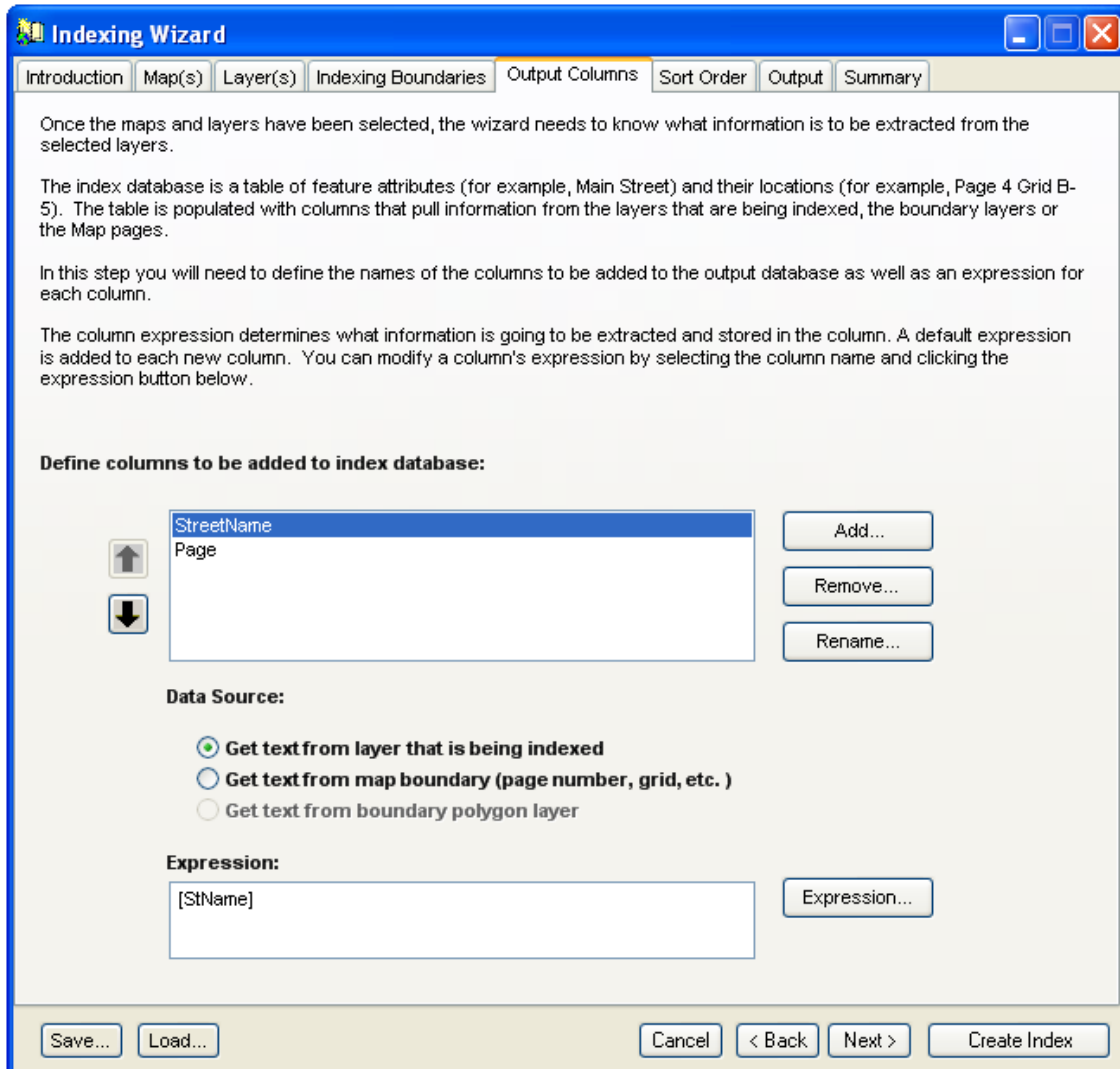 Indexing Wizard
Introduction Map(s) Layer(s) Indexing Boundaries Output Columns Sort Order Output Summary
Once the maps and layers have been selected, the wizard needs to know what information is to be extracted from the
selected layers.
The index database is a table of feature attributes (for example, Main Street) and their locations (for example, Page 4 Grid B-
5).  The table is populated with columns that pull information from the layers that are being indexed, the boundary layers or
the Map pages.
In this step you will need to define the names of the columns to be added to the output database as well as an expression for
each column.
The column expression determines what information is going to be extracted and stored in the column. A default expression
is added to each new column.  You can modify a column's expression by selecting the column name and clicking the
expression button below.
Define columns to be added to index database:
StreetName
Page
Add...
Remove...
Rename...
Data Source:
Get text from layer that is being indexed
Get text from map boundary (page number, grid, etc. )
Get text from boundary polygon layer
Expression:
[StName]
Expression...
Save... Load... Cancel < Back Next > Create Index